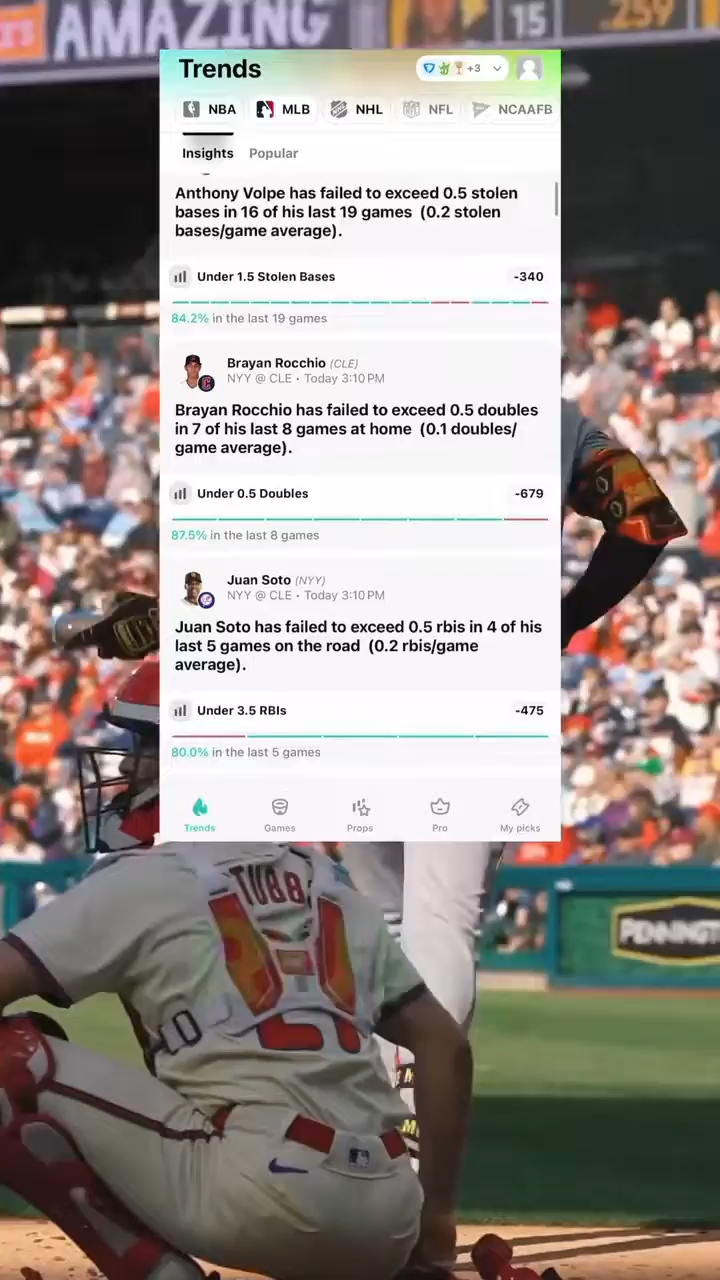 AMAZING
15
.259
Trends
+3
NBA
MLB
NHL
NFL
NCAAFB
Insights
Popular
Anthony Volpe has failed to exceed 0.5 stolen
bases in 16 of his last 19 games (0.2 stolen
bases/game average).
Under 1.5 Stolen Bases
-340
84.2% in the last 19 games
Brayan Rocchio (CLE)
NYY @ CLE • Today 3:10 PM
Brayan Rocchio has failed to exceed 0.5 doubles
in 7 of his last 8 games at home (0.1 doubles/
game average).
Under 0.5 Doubles
-679
87.5% in the last 8 games
Juan Soto (NYY)
NYY @ CLE • Today 3:10 PM
Juan Soto has failed to exceed 0.5 rbis in 4 of his
last 5 games on the road (0.2 rbis/game
average).
Under 3.5 RBIs
-475
80.0% in the last 5 games
Trends
Games
Props
Pro
My picks
TUBB
PENNINGT